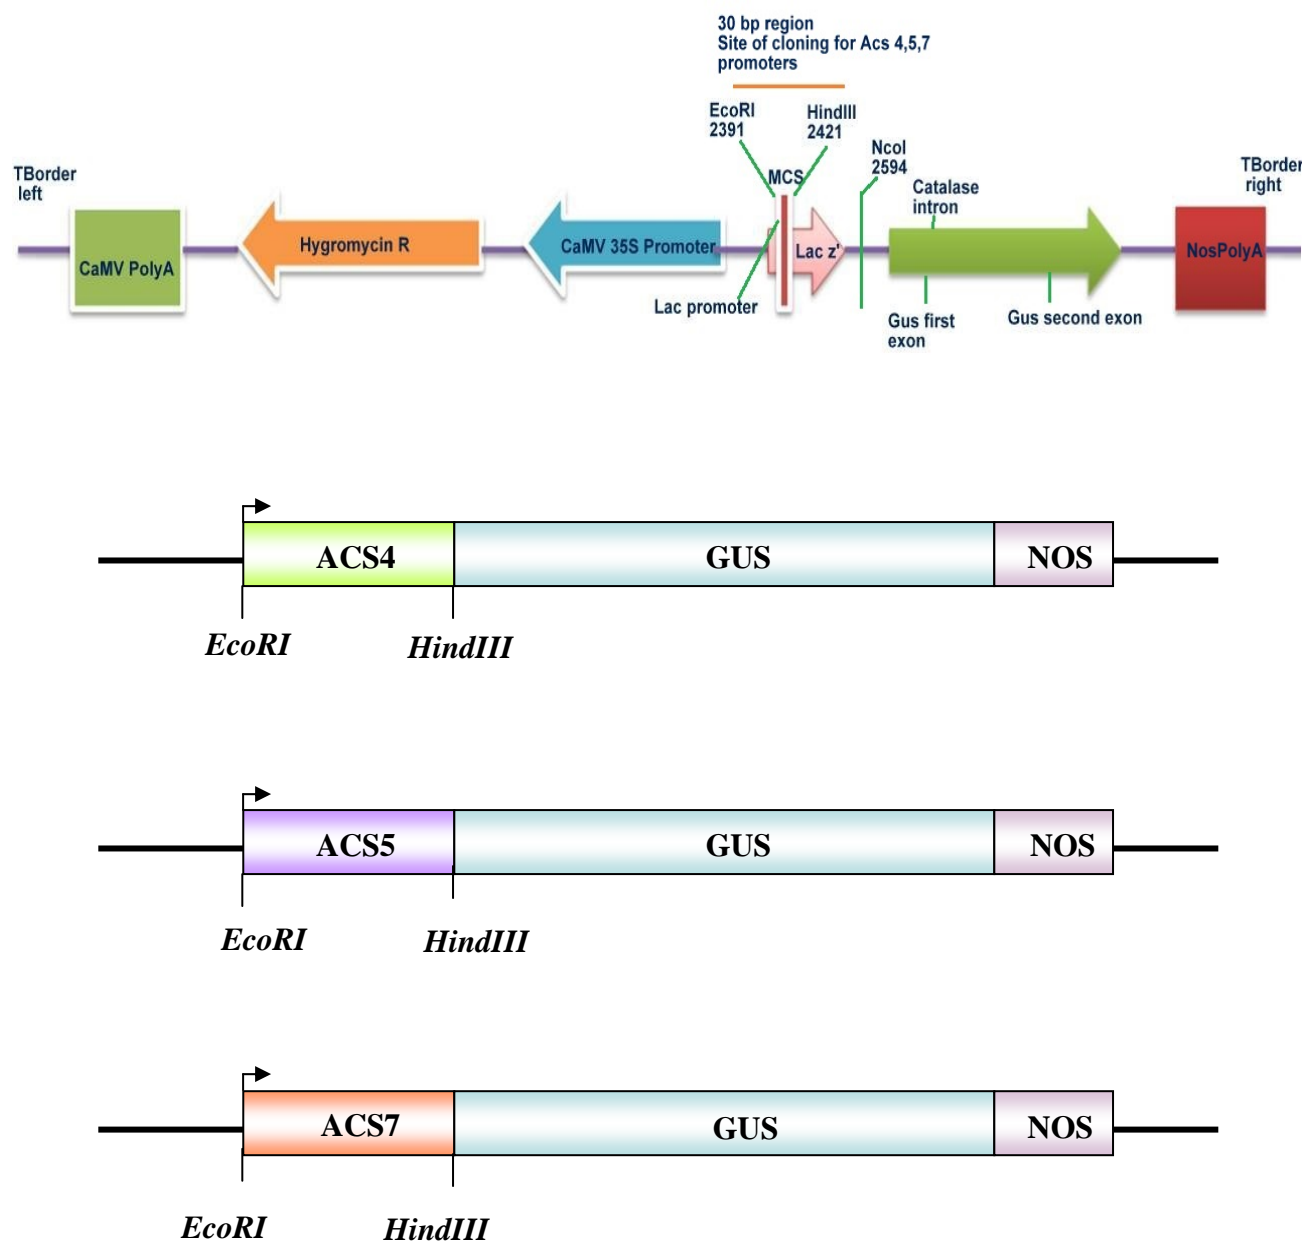 30 bp region
Site of cloning for Acs 4,5,7
promoters
EcoRI
2391
HindIII
2421
NcoI
2594
TBorder
left
MCS
Catalase
intron
TBorder
right
CaMV PolyA
Hygromycin R
CaMV 35S Promoter
Lac z'
NosPolyA
Lac promoter
Gus first
exon
Gus second exon
ACS4
GUS
NOS
EcoRI
HindIII
ACS5
GUS
NOS
EcoRI
HindIII
ACS7
GUS
NOS
EcoRI
HindIII